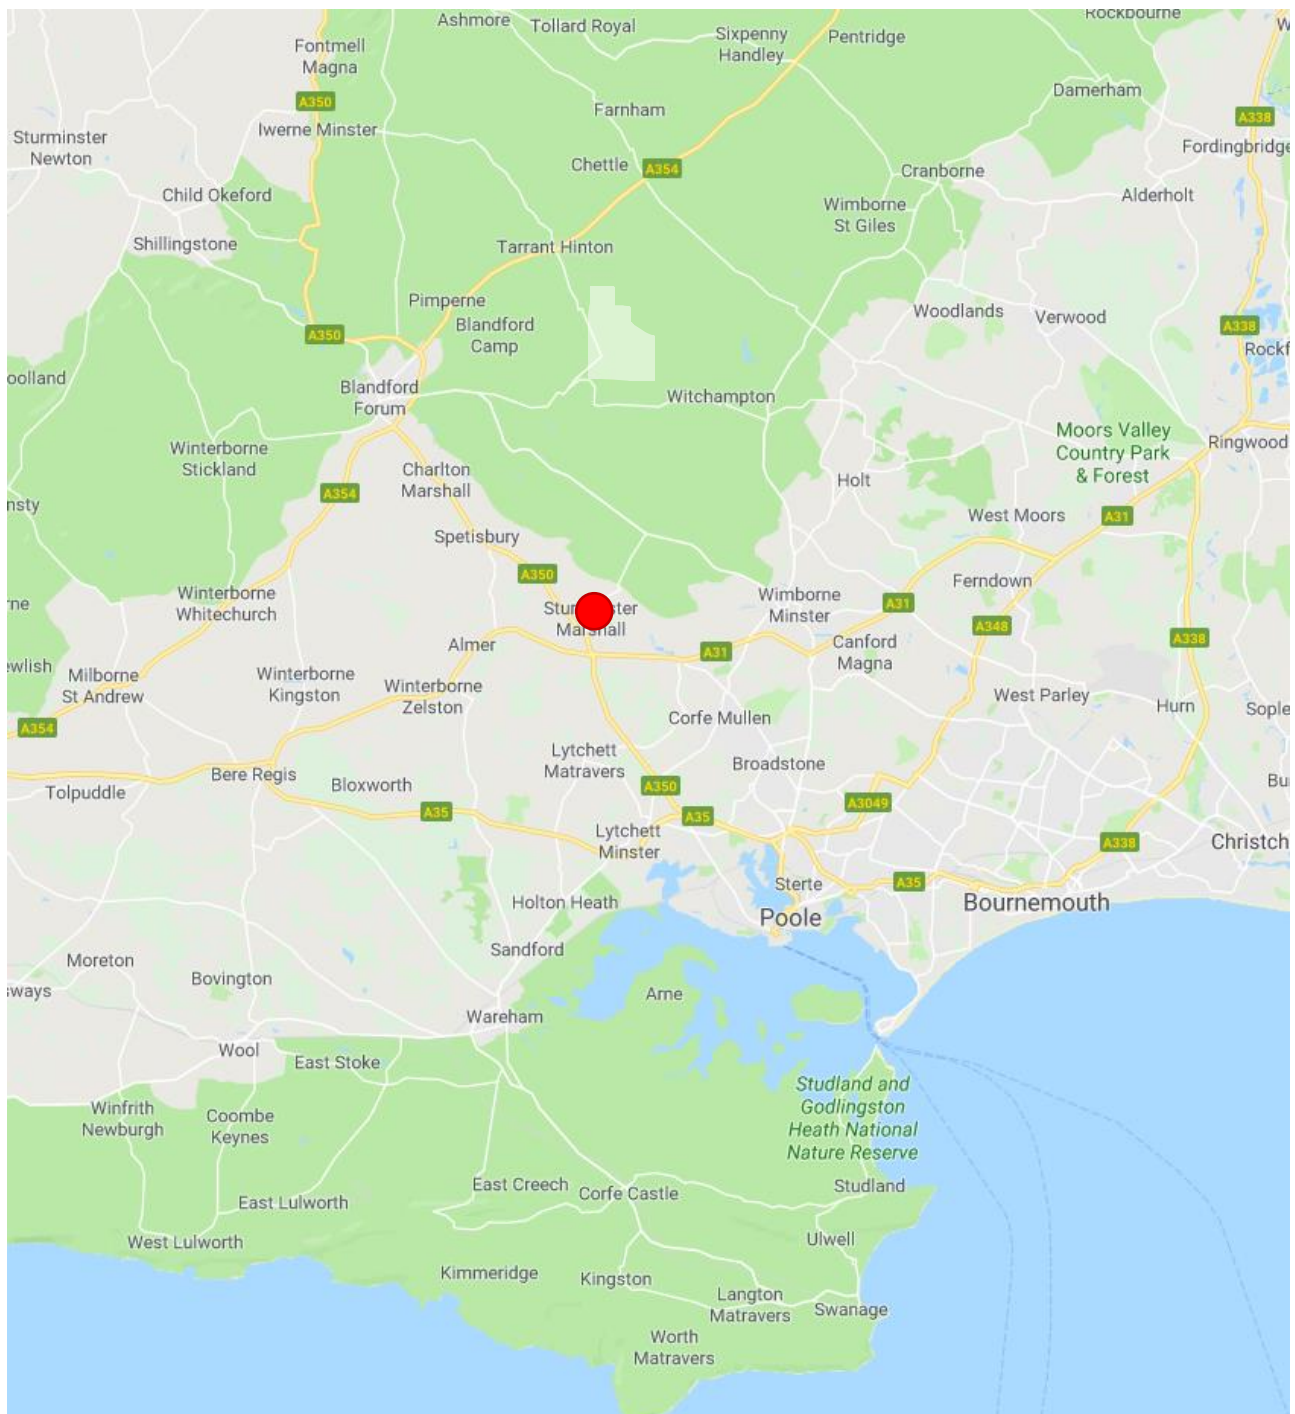 Ashmore
Tollard Royal
Rockbourne
Sixpenny
Handley
Pentridge
Fontmell
Magna
A350
Damerham
Farnham
A338
Iwerne Minster
Sturminster
Newton
Fordingbridge
Chettle
A354
Cranborne
Child Okeford
Alderholt
Wimborne
St Giles
Shillingstone
Tarrant Hinton
Pimperne
Woodlands
Verwood
Blandford
Camp
A350
A338
Blandford
Forum
Witchampton
Moors Valley
Country Park
& Forest
Ringwood
Winterborne
Stickland
Charlton
Marshall
Holt
A354
West Moors
A31
Spetisbury
A350
Ferndown
Winterborne
Whitechurch
Wimborne
Minster
A31
Sturminster
Marshall
A348
A338
Almer
A31
Canford
Magna
Milborne
St Andrew
Winterborne
Kingston
Winterborne
Zelston
West Parley
Hurn
A354
Corfe Mullen
Lytchett
Matravers
Broadstone
Bere Regis
Bloxworth
A350
Tolpuddle
A35
A3049
A35
Lytchett
Minster
A338
Christch
Sterte
A35
Holton Heath
Poole
Bournemouth
Sandford
Moreton
Bovington
Arne
Wareham
Wool
East Stoke
Studland and
Godlingston
Heath National
Nature Reserve
Winfrith
Newburgh
Coombe
Keynes
East Creech
Corfe Castle
Studland
East Lulworth
West Lulworth
Ulwell
Kimmeridge
Kingston
Langton
Matravers
Swanage
Worth
Matravers